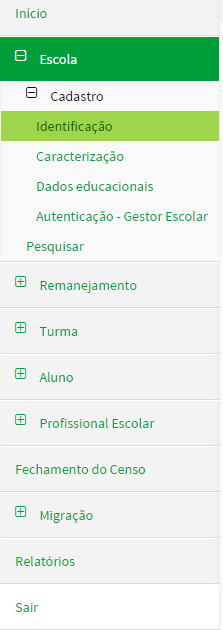 Início
Escola
Cadastro
Identificação
Caracterização
Dados educacionais
Autenticação - Gestor Escolar
Pesquisar
Remanejamento
Turma
Aluno
Profissional Escolar
Fechamento do Censo
Migração
Relatórios
Sair